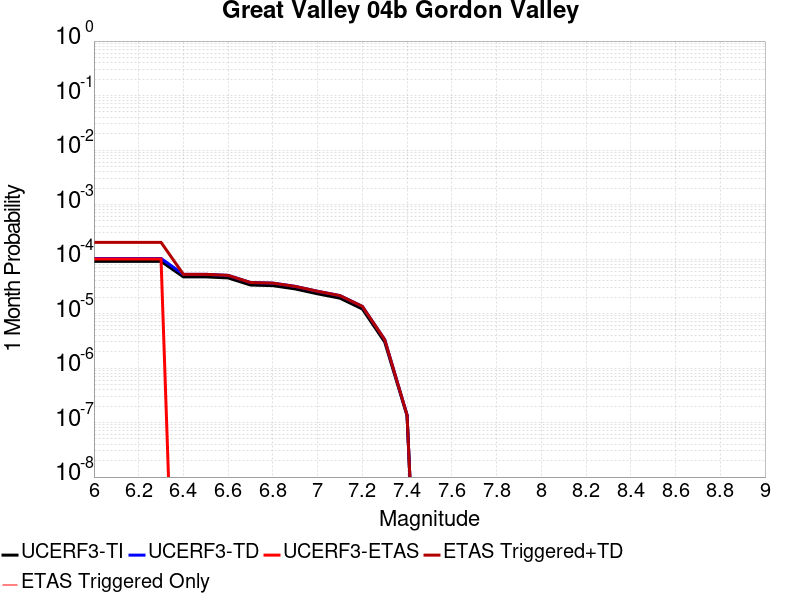 Great Valley 04b Gordon Valley
10^0
10^-1
10^-2
10^-3
10^-4
10^-5
10^-6
10^-7
10^-8
1 Month Probability
6 6.2 6.4 6.6 6.8 7 7.2 7.4 7.6 7.8 8 8.2 8.4 8.6 8.8 9
Magnitude
UCERF3-TI UCERF3-TD UCERF3-ETAS ETAS Triggered+TD
ETAS Triggered Only